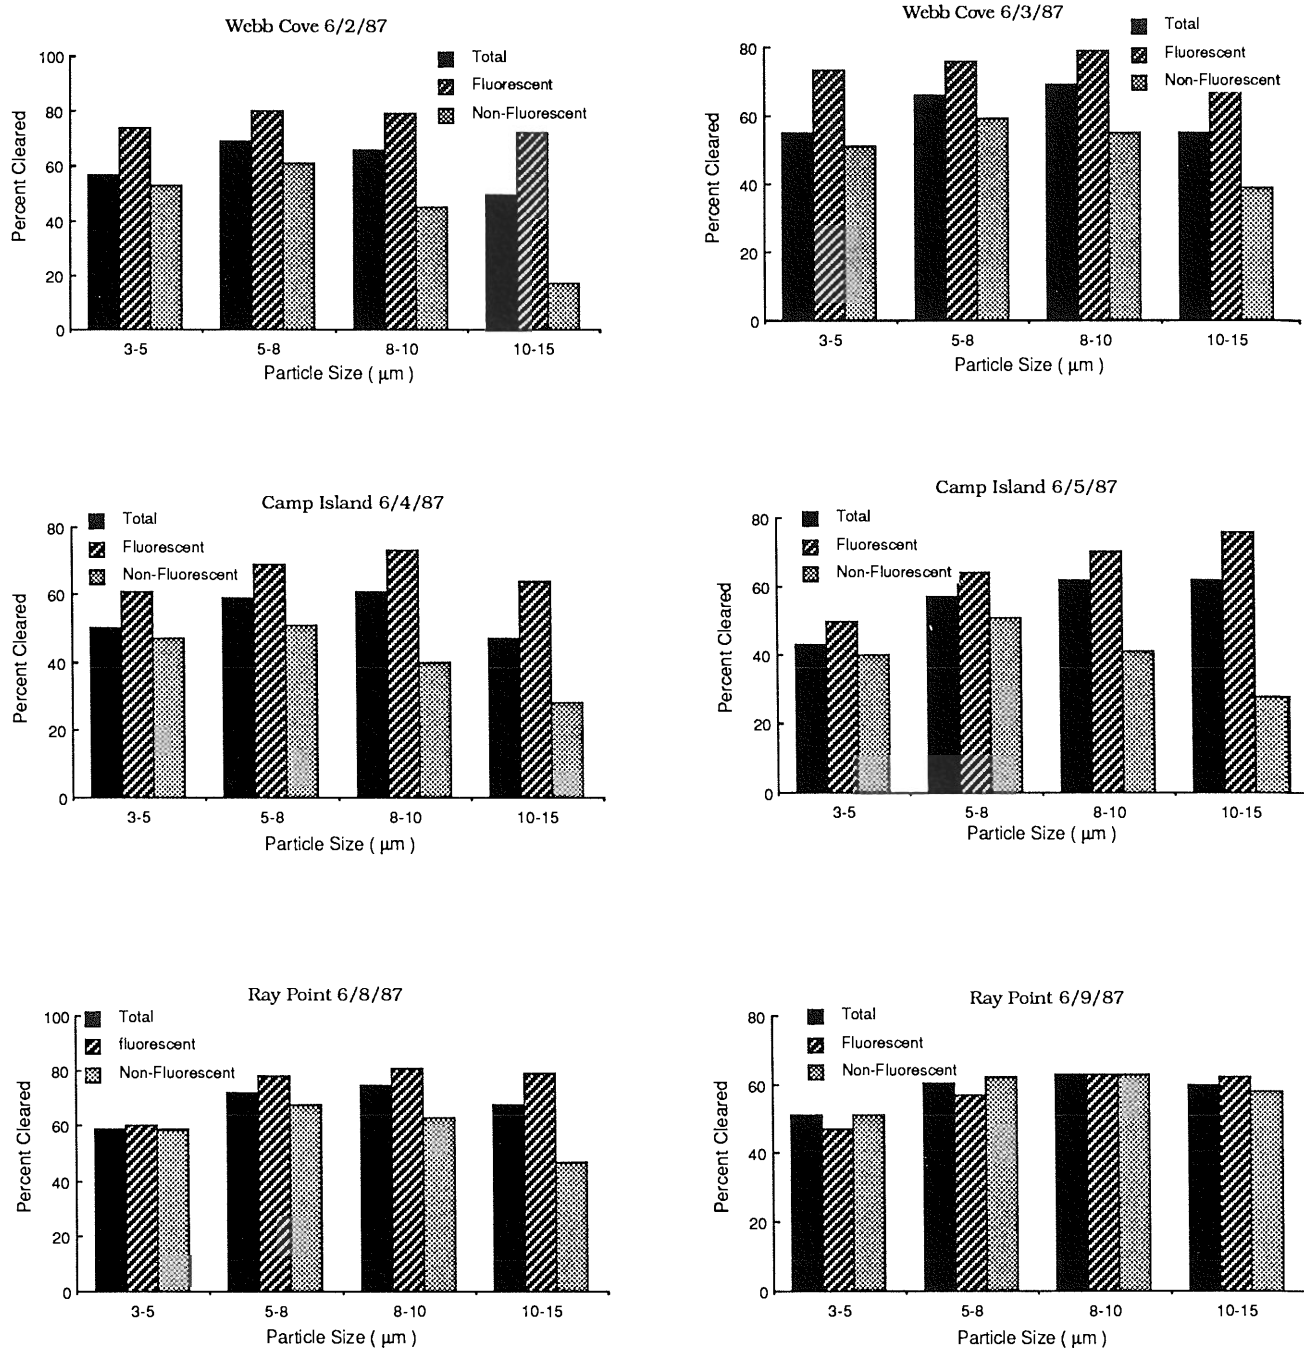 Webb Cove 6/2/87
Total
Fluorescent
Non-Fluorescent
100
80
60
40
20
0
Percent Cleared
3-5 5-8 8-10 10-15
Particle Size ( µm )
Webb Cove 6/3/87
Total
Fluorescent
Non-Fluorescent
80
60
40
20
0
Percent Cleared
3-5 5-8 8-10 10-15
Particle Size ( µm )
Camp Island 6/4/87
Total
Fluorescent
Non-Fluorescent
80
60
40
20
0
Percent Cleared
3-5 5-8 8-10 10-15
Particle Size ( µm )
Camp Island 6/5/87
Total
Fluorescent
Non-Fluorescent
80
60
40
20
0
Percent Cleared
3-5 5-8 8-10 10-15
Particle Size ( µm )
Ray Point 6/8/87
Total
fluorescent
Non-Fluorescent
100
80
60
40
20
0
Percent Cleared
3-5 5-8 8-10 10-15
Particle Size ( µm )
Ray Point 6/9/87
Total
Fluorescent
Non-Fluorescent
80
60
40
20
0
Percent Cleared
3-5 5-8 8-10 10-15
Particle Size ( µm )